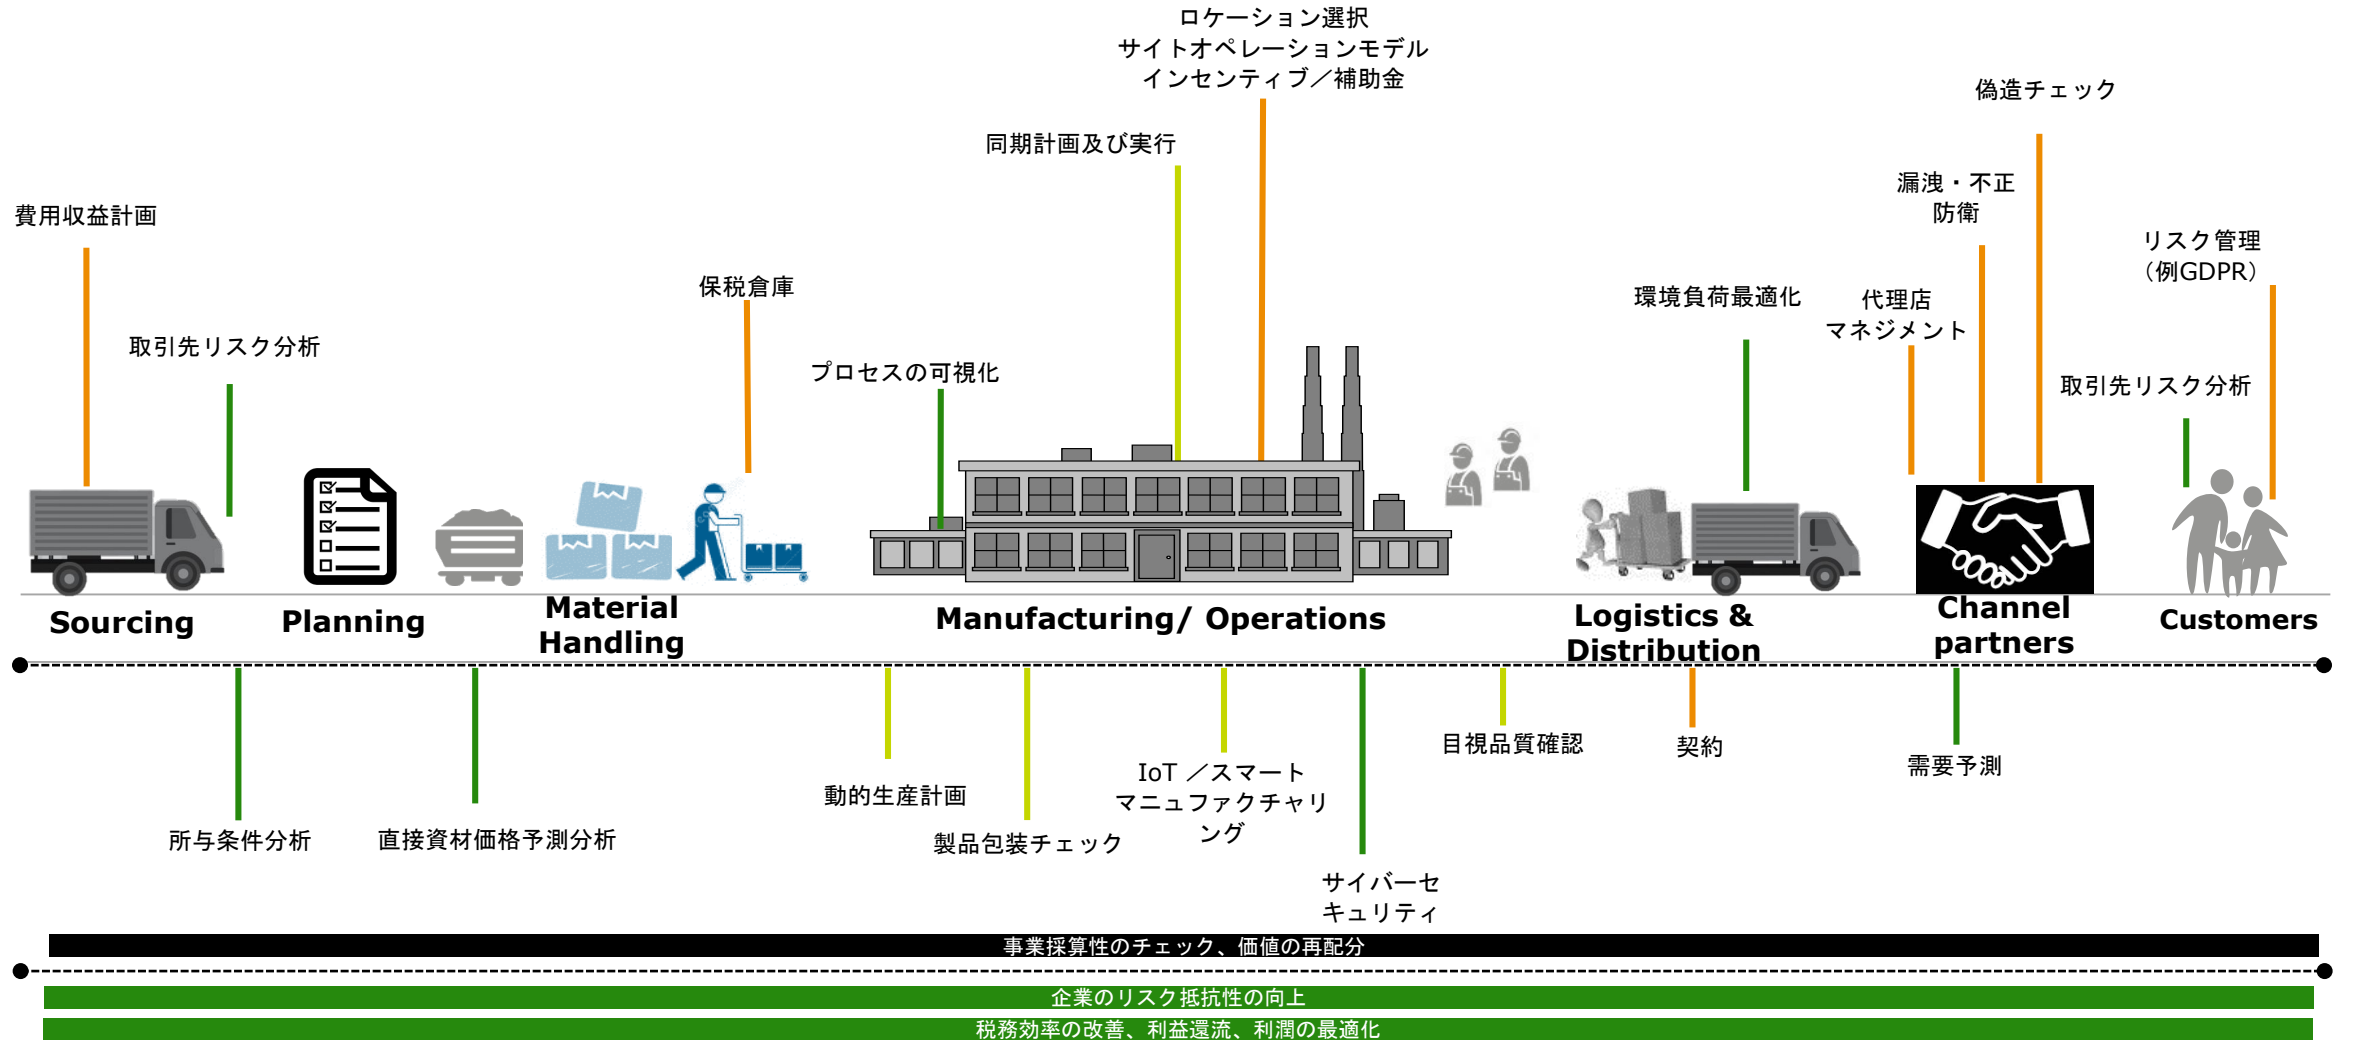 ロケーション選択
サイトオペレーションモデル
インセンティブ／補助金
偽造チェック
同期計画及び実行
漏洩・不正
防衛
費用収益計画
リスク管理
（例GDPR）
保税倉庫
環境負荷最適化
代理店
マネジメント
取引先リスク分析
プロセスの可視化
取引先リスク分析
Sourcing
Planning
Material
Handling
Manufacturing/ Operations
Logistics &
Distribution
Channel
partners
Customers
所与条件分析
直接資材価格予測分析
動的生産計画
製品包装チェック
IoT ／スマート
マニュファクチャリ
ング
サイバーセ
キュリティ
目視品質確認
契約
需要予測
事業採算性のチェック、価値の再配分
企業のリスク抵抗性の向上
税務効率の改善、利益還流、利潤の最適化